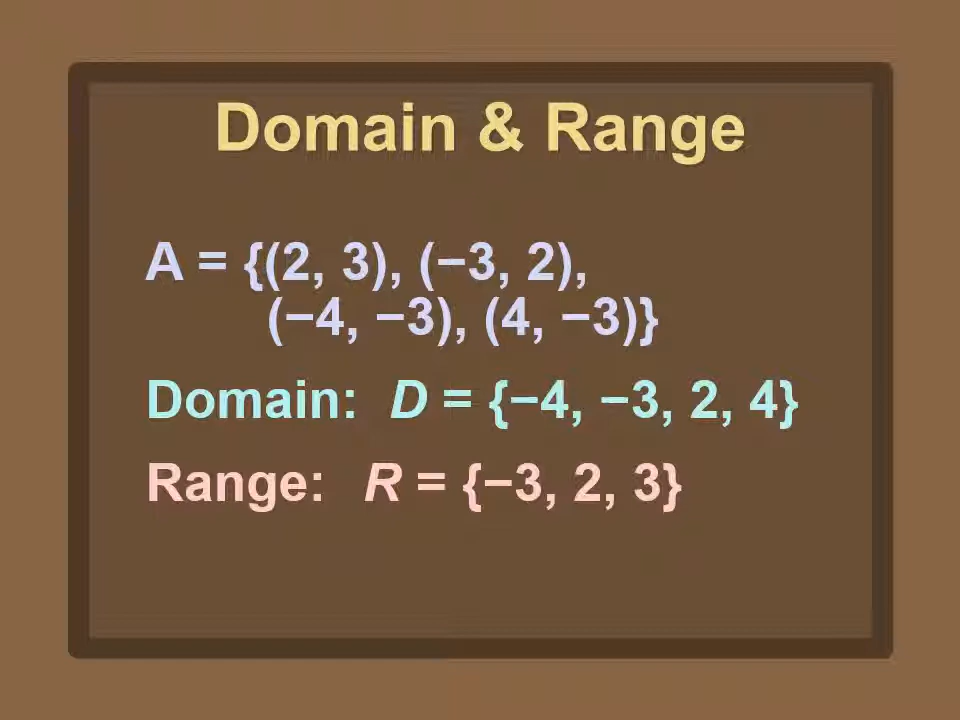 Domain & Range
A = {(2, 3), (−3, 2),
(−4, −3), (4, −3)}
Domain: D = {−4, −3, 2, 4}
Range: R = {−3, 2, 3}